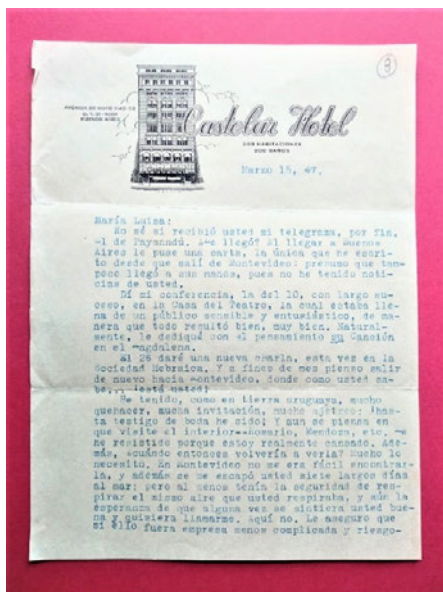 8
BUENOS AIRES
Castelar Hotel
200 HABITACIONES
200 BAÑOS
Marzo 15, 47.
María Luisa:
No sé si recibió usted mi telegrama, por fin,
el de Paysandú. ¿Le llegó? Al llegar a Buenos
Aires le puse una carta, la única que he escri-
to desde que salí de Montevideo; presumo que tam-
poco llegó a sus manos, pues no he tenido noti-
cias de usted.
Dí mi conferencia, la del 10, con largo su-
ceso, en la Casa del Teatro, la cual estaba lle-
na de un público sensible y entusiástico, de ma-
nera que todo resultó bien, muy bien. Natural-
mente, le dediqué con el pensamiento su Canción
en el Magdalena.
El 26 daré una nueva charla, esta vez en la
Sociedad Hebraica. Y a fines de mes pienso salir
de nuevo hacia Montevideo, donde como usted sa-
be,.. ¡está usted!
He tenido, como en tierra uruguaya, mucho
quehacer, mucha invitación, mucho ajetreo: ¡has-
ta testigo de boda he sido! Y aun se piensa en
que visite el interior—Rosario, Mendoza, etc. —
He resistido porque estoy realmente cansado. Ade-
más, ¿cuándo entonces volvería a verla? Mucho lo
necesito. En Montevideo no me era fácil encontrar-
la, y además se me escapó usted siete largos días
al mar; pero al menos tenía la seguridad de res-
pirar el mismo aire que usted respiraba, y aún la
esperanza de que alguna vez se sintiera usted bue-
na y quisiera llamarme. Aquí no. Le aseguro que
si ello fuera empresa menos complicada y riesgo-